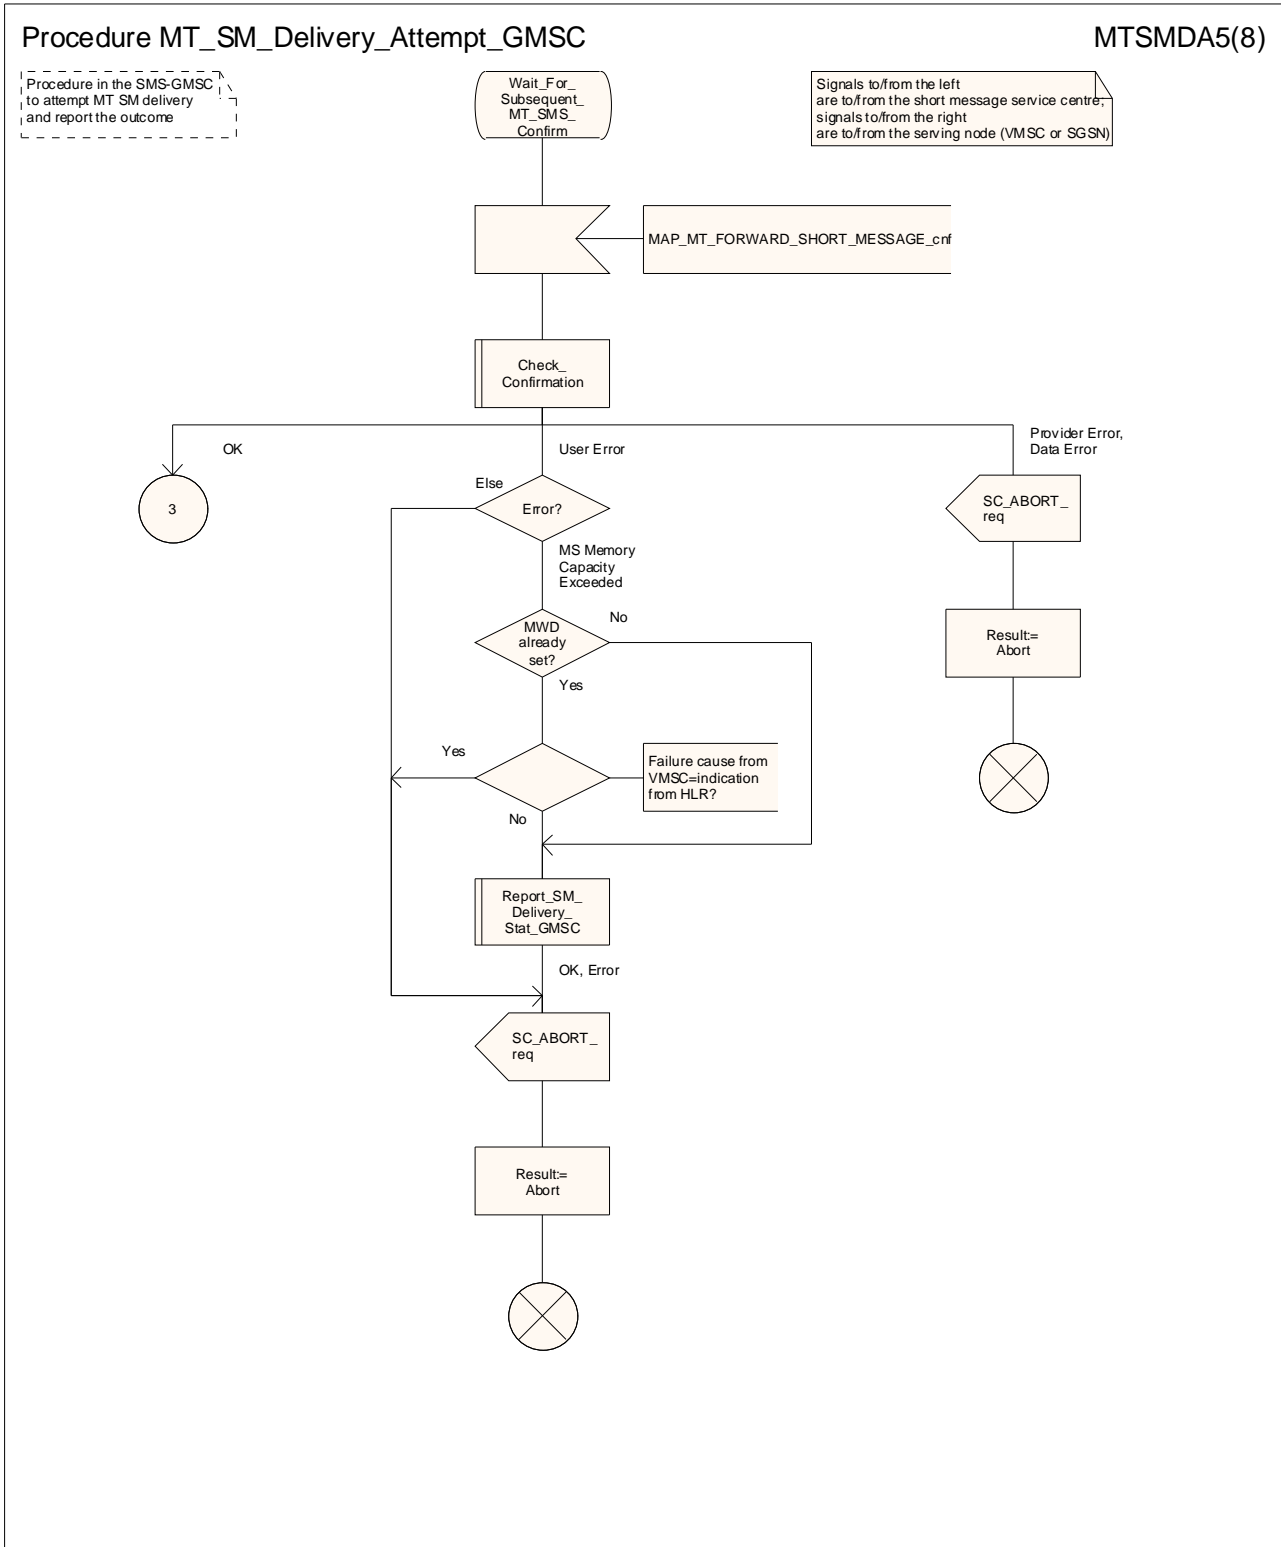 Procedure MT_SM_Delivery_Attempt_GMSC
MTSMDA5(8)
Procedure in the SMS-GMSC
to attempt MT SM delivery
and report the outcome
Wait_For_
Subsequent_
MT_SMS_
Confirm
Signals to/from the left
are to/from the short message service centre;
signals to/from the right
are to/from the serving node (VMSC or SGSN)
MAP_MT_FORWARD_SHORT_MESSAGE_cnf
Check_
Confirmation
OK
User Error
Provider Error,
Data Error
3
Else
Error?
SC_ABORT_
req
MS Memory
Capacity
Exceeded
MWD
already
set?
No
Yes
Result:=
Abort
Yes
Failure cause from
VMSC=indication
from HLR?
No
Report_SM_
Delivery_
Stat_GMSC
OK, Error
SC_ABORT_
req
Result:=
Abort